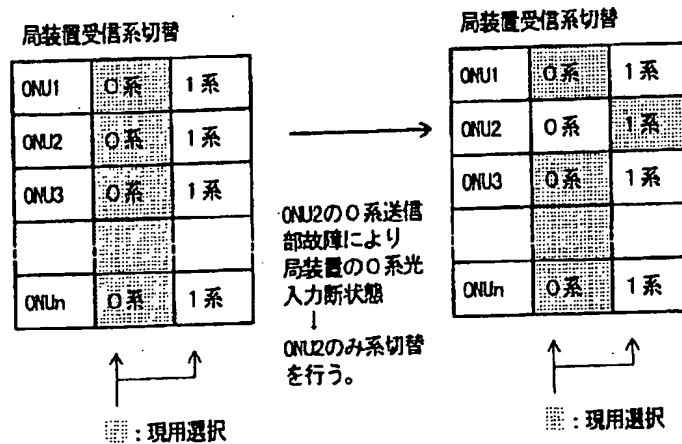 局装置受信系切替
ONU1 0系 1系
ONU2 0系 1系
ONU3 0系 1系
ONUn 0系 1系
:現用選択
ONU2の0系送信
部故障により
局装置の0系光
入力断状態
↓
ONU2のみ系切替
を行う。
局装置受信系切替
ONU1 0系 1系
ONU2 0系 1系
ONU3 0系 1系
ONUn 0系 1系
:現用選択